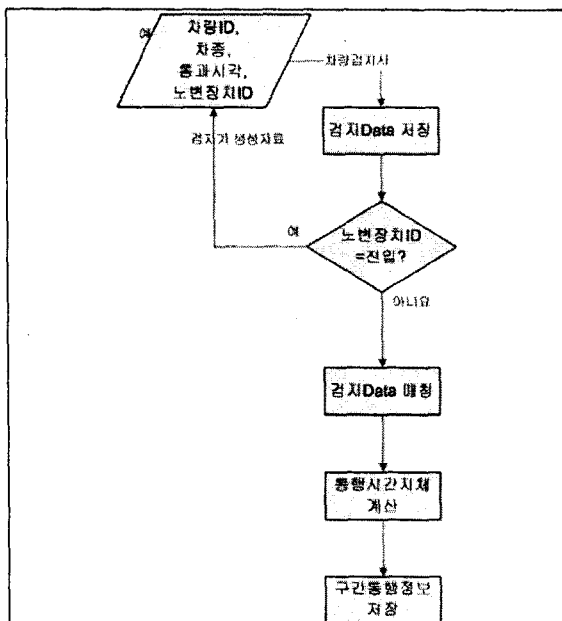 예
차량ID,
차종,
통과시각,
노변장치ID
차량검지시
검지Data 저장
검지기 생성자료
예
노변장치ID
=진입?
아니요
검지Data 매칭
통행시간지체
계산
구간통행정보
저장